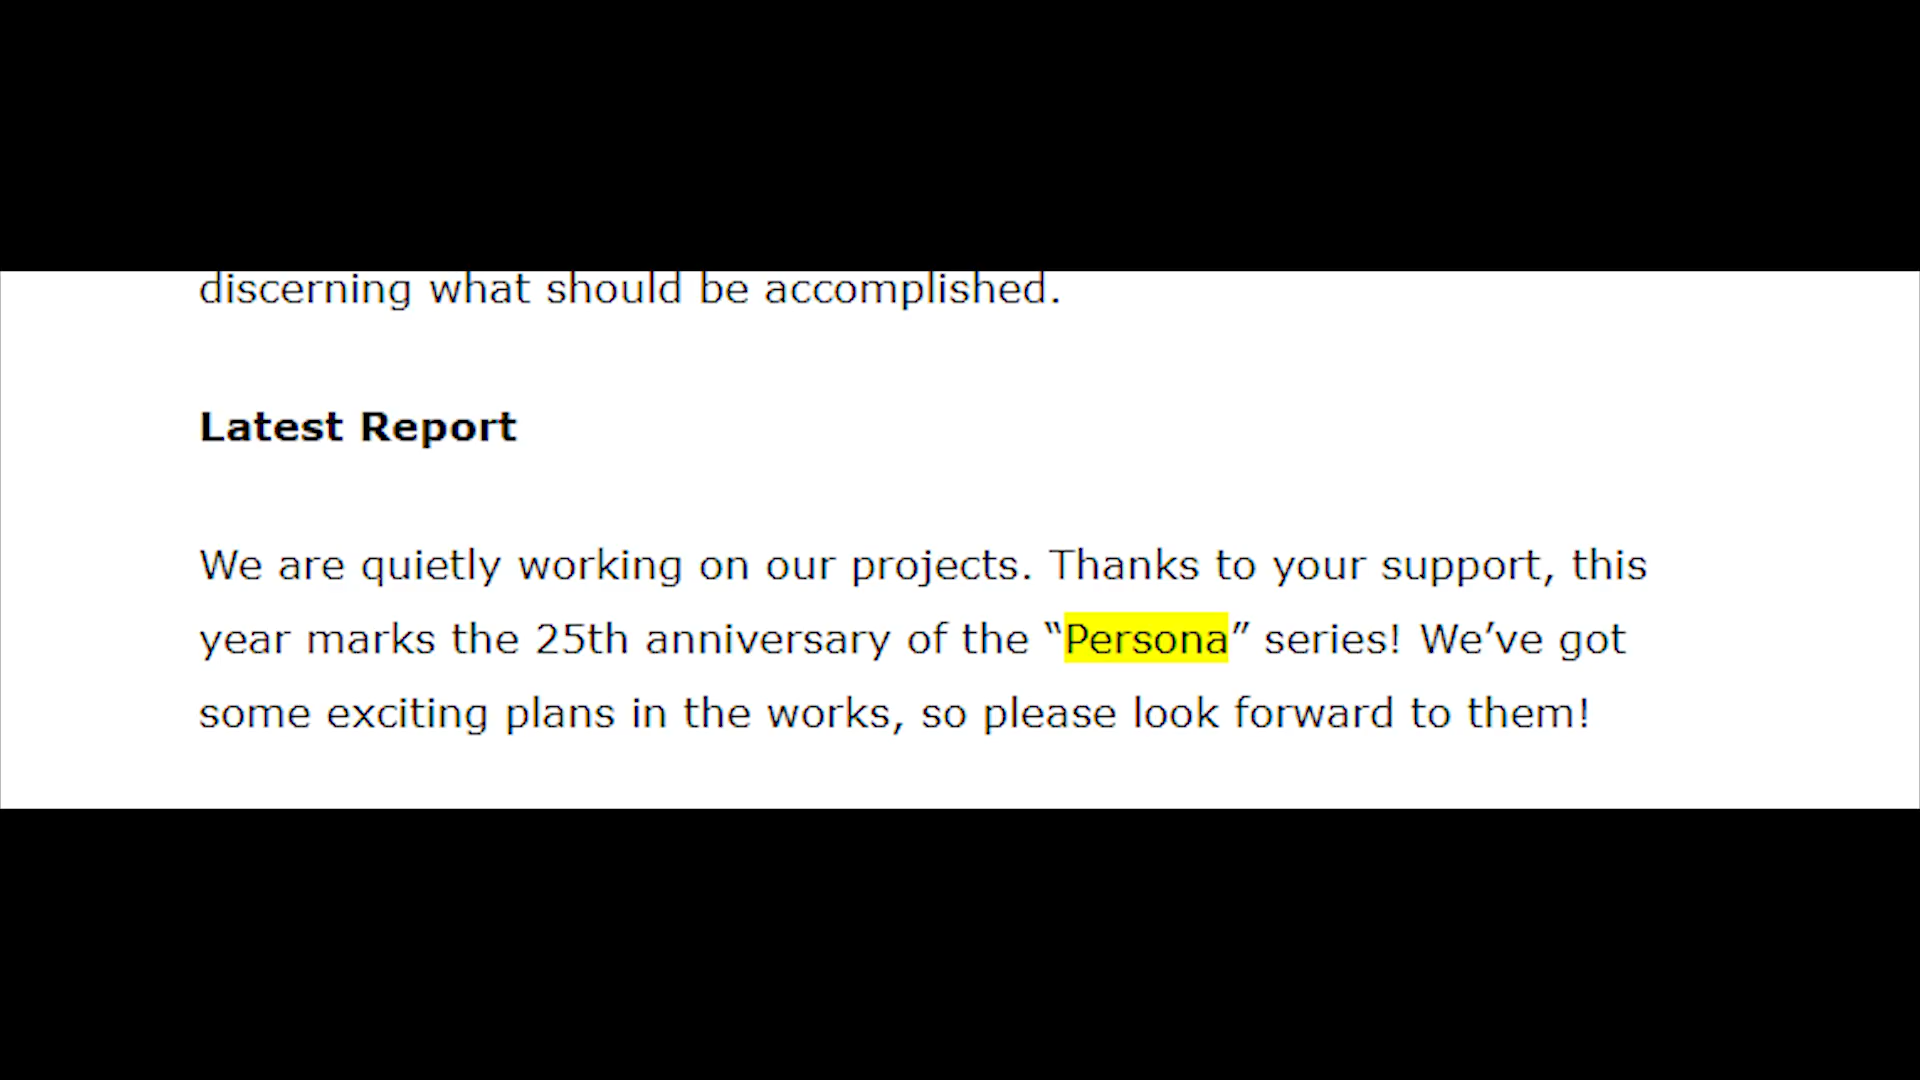 discerning what should be accomplished.
Latest Report
We are quietly working on our projects. Thanks to your support, this
year marks the 25th anniversary of the “Persona” series! We’ve got
some exciting plans in the works, so please look forward to them!